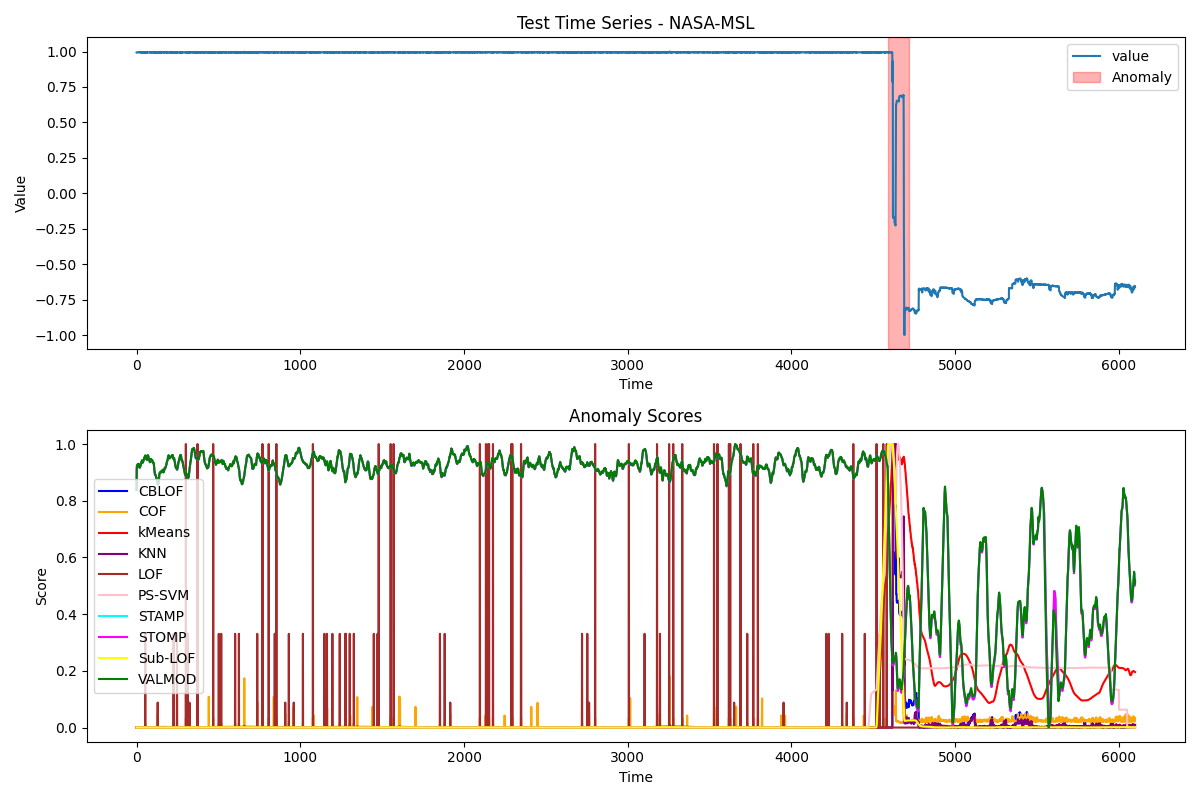 Test Time Series - NASA-MSL
1.00
0.75
0.50
0.25
0.00
−0.25
−0.50
−0.75
−1.00
Value
value
Anomaly
0 1000 2000 3000 4000 5000 6000
Time
Anomaly Scores
1.0
0.8
0.6
0.4
0.2
0.0
Score
CBLOF
COF
kMeans
KNN
LOF
PS-SVM
STAMP
STOMP
Sub-LOF
VALMOD
0 1000 2000 3000 4000 5000 6000
Time